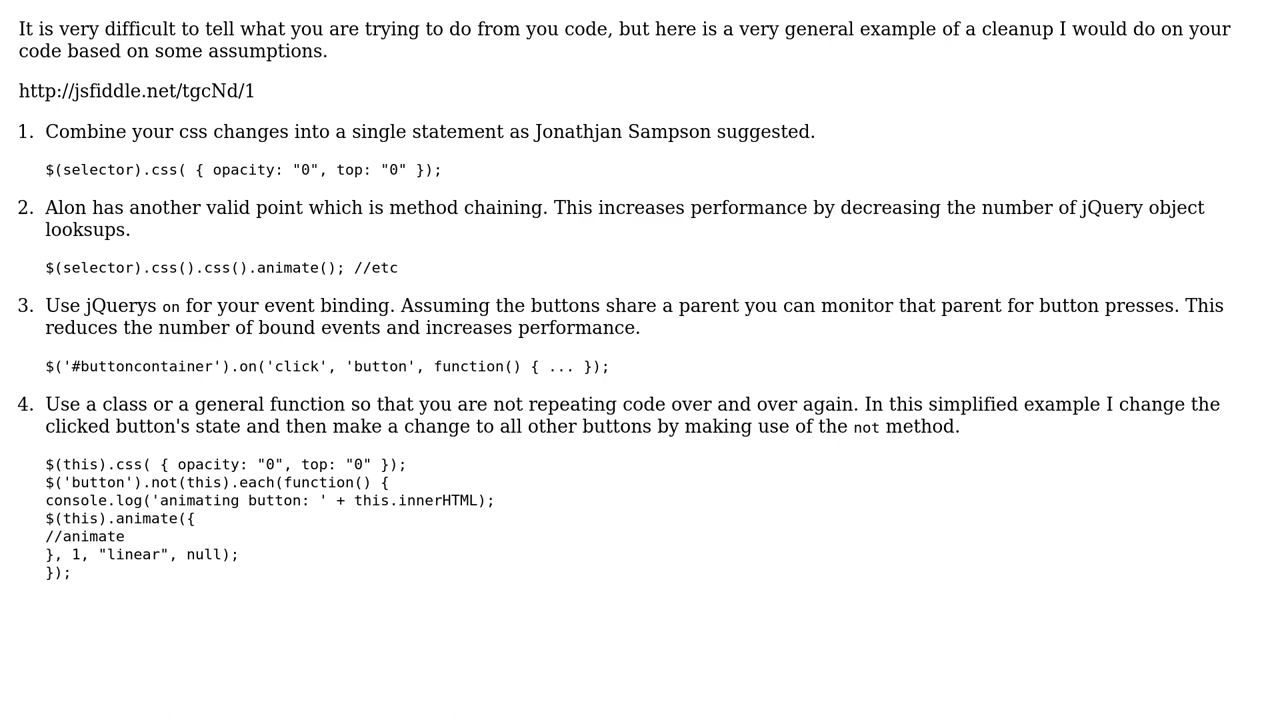 It is very difficult to tell what you are trying to do from you code, but here is a very general example of a cleanup I would do on your
code based on some assumptions.
http://jsfiddle.net/tgcNd/1
1. Combine your css changes into a single statement as Jonathjan Sampson suggested.
$(selector).css( { opacity: "0", top: "0" });
2. Alon has another valid point which is method chaining. This increases performance by decreasing the number of jQuery object
looksups.
$(selector).css().css().animate(); //etc
3. Use jQuerys on for your event binding. Assuming the buttons share a parent you can monitor that parent for button presses. This
reduces the number of bound events and increases performance.
$('#buttoncontainer').on('click', 'button', function() { ... });
4. Use a class or a general function so that you are not repeating code over and over again. In this simplified example I change the
clicked button's state and then make a change to all other buttons by making use of the not method.
$(this).css( { opacity: "0", top: "0" });
$('button').not(this).each(function() {
console.log('animating button: ' + this.innerHTML);
$(this).animate({
//animate
}, 1, "linear", null);
});